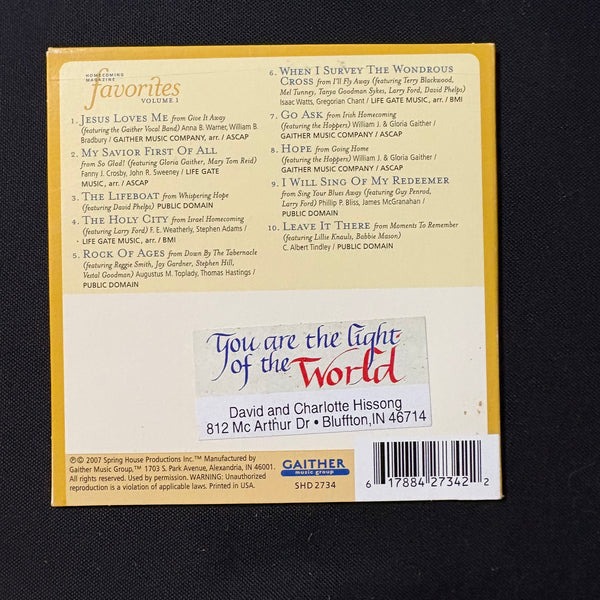 HOMECOMING
MAGAZINE
favorites
VOLUME 1
1. JESUS LOVES ME from Give It Away
(featuring the Gaither Vocal Band) Anna B. Warner, William B.
Bradbury / GAITHER MUSIC COMPANY, arr / ASCAP
2. MY SAVIOR FIRST OF ALL
from So Glad! (featuring Gloria Gaither, Mary Tom Reid)
Fanny J. Crosby, John R. Sweney / LIFE GATE
MUSIC, arr. / ASCAP
3. THE LIFEBOAT from Whispering Hope
(featuring David Phelps) PUBLIC DOMAIN
4. THE HOLY CITY from Israel Homecoming
(featuring Larry Ford) F. E. Weatherly, Stephen Adams /
LIFE GATE MUSIC, arr. / BMI
5. ROCK OF AGES from Down By The Tabernacle
(featuring Reggie Smith, Joy Gardner, Stephen Hill,
Vestal Goodman) Augustus M. Toplady, Thomas Hastings /
PUBLIC DOMAIN
6. WHEN I SURVEY THE WONDROUS
CROSS from I'll Fly Away (featuring Terry Blackwood,
Mel Tunney, Tanya Goodman Sykes, Larry Ford, David Phelps)
Isaac Watts, Gregorian Chant / LIFE GATE MUSIC, arr / BMI
7. GO ASK from Irish Homecoming
(featuring the Hoppers) William J. & Gloria Gaither /
GAITHER MUSIC COMPANY / ASCAP
8. HOPE from Going Home
(featuring the Hoppers) William J. & Gloria Gaither /
GAITHER MUSIC COMPANY / ASCAP
9. I WILL SING OF MY REDEEMER
from Sing Your Blues Away (featuring Guy Penrod,
Larry Ford) Phillip P. Bliss, James McGranahan /
PUBLIC DOMAIN
10. LEAVE IT THERE from Moments To Remember
(featuring Lillie Knauls, Babbie Mason)
C. Albert Tindley / PUBLIC DOMAIN
You are the light
of the World
David and Charlotte Hissong
812 Mc Arthur Dr • Bluffton,IN 46714
℗© 2007 Spring House Productions Inc.™ Manufactured by
Gaither Music Group,™ 1703 S. Park Avenue, Alexandria, IN 46001.
All rights reserved. Used by permission. WARNING: Unauthorized
reproduction is a violation of applicable laws. Printed in USA.
GAITHER
music group
SHD2734
6 17884 27342 2